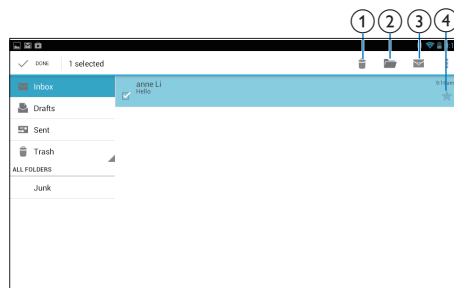 1 2 3 4
DONE 1 selected
Inbox
anne Li
Hello
Drafts
Sent
Trash
ALL FOLDERS
Junk